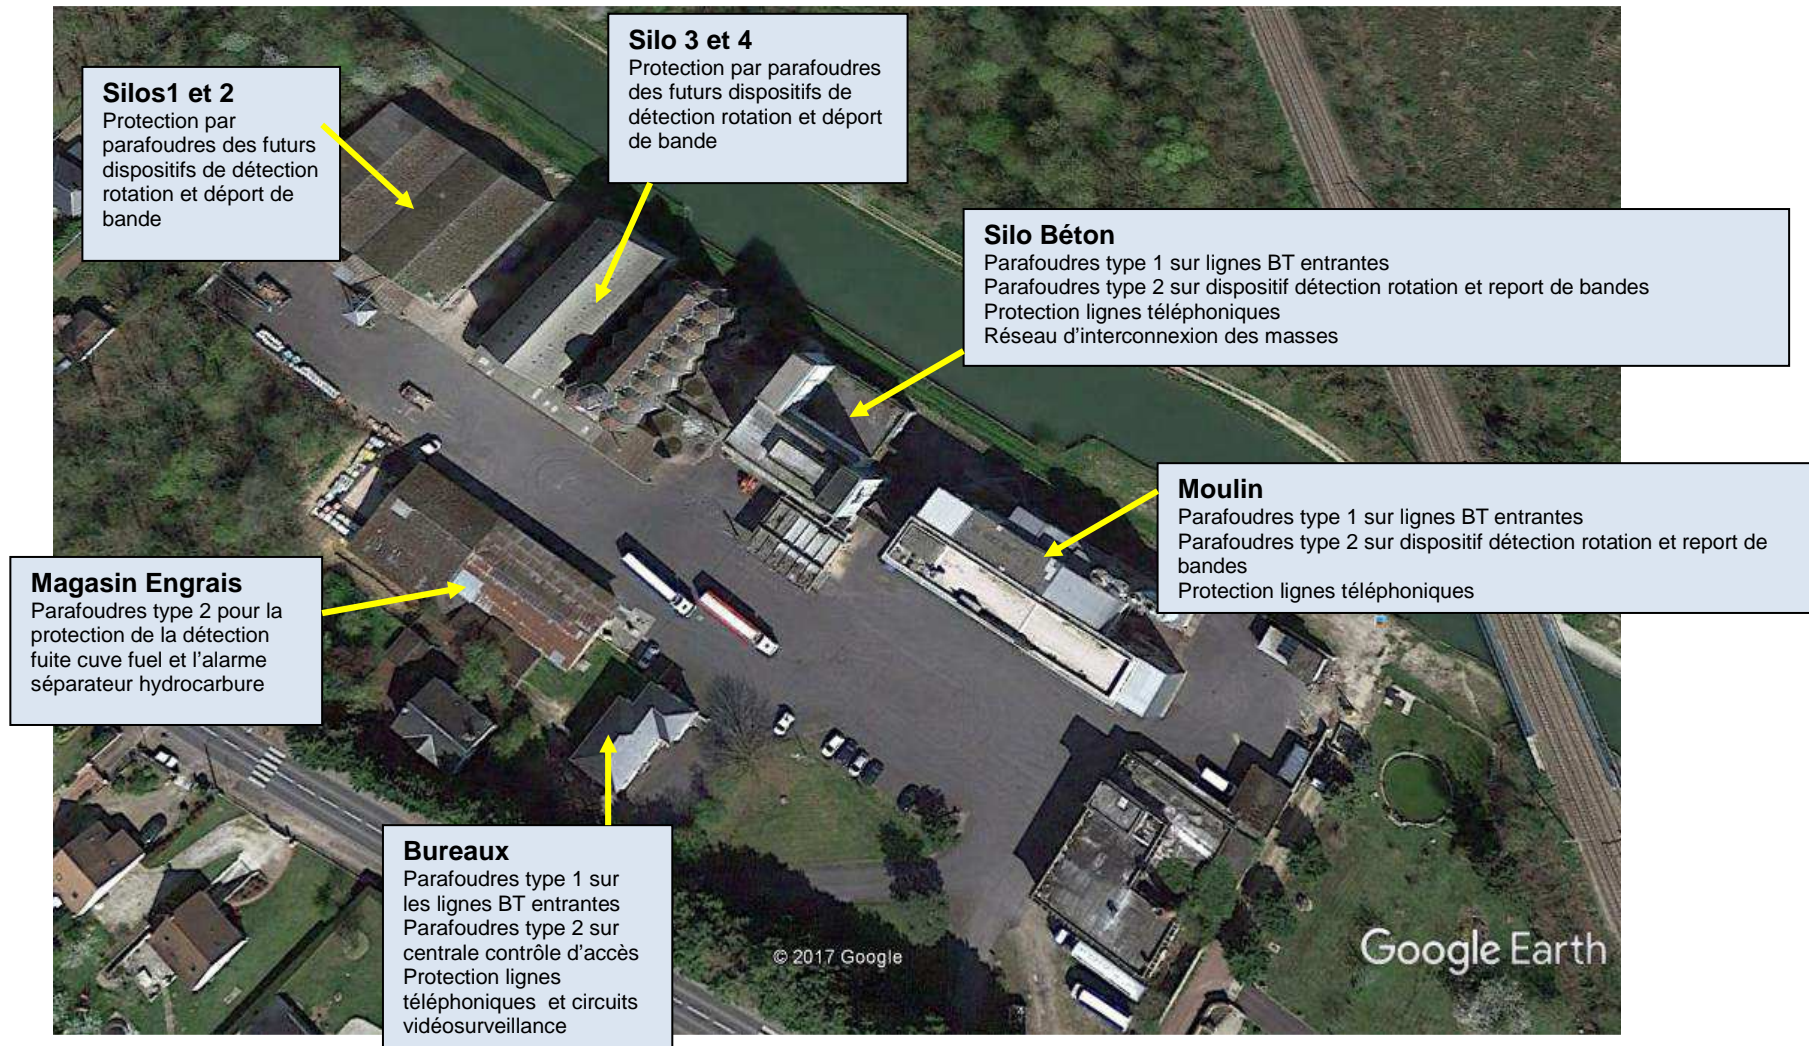 Silos1 et 2
Protection par
parafoudres des futurs
dispositifs de détection
rotation et déport de
bande
Silo 3 et 4
Protection par parafoudres
des futurs dispositifs de
détection rotation et déport
de bande
Silo Béton
Parafoudres type 1 sur lignes BT entrantes
Parafoudres type 2 sur dispositif détection rotation et report de bandes
Protection lignes téléphoniques
Réseau d'interconnexion des masses
Moulin
Parafoudres type 1 sur lignes BT entrantes
Parafoudres type 2 sur dispositif détection rotation et report de
bandes
Protection lignes téléphoniques
Magasin Engrais
Parafoudres type 2 pour la
protection de la détection
fuite cuve fuel et l'alarme
séparateur hydrocarbure
Bureaux
Parafoudres type 1 sur
les lignes BT entrantes
Parafoudres type 2 sur
centrale contrôle d'accès
Protection lignes
téléphoniques et circuits
vidéosurveillance
© 2017 Google
Google Earth